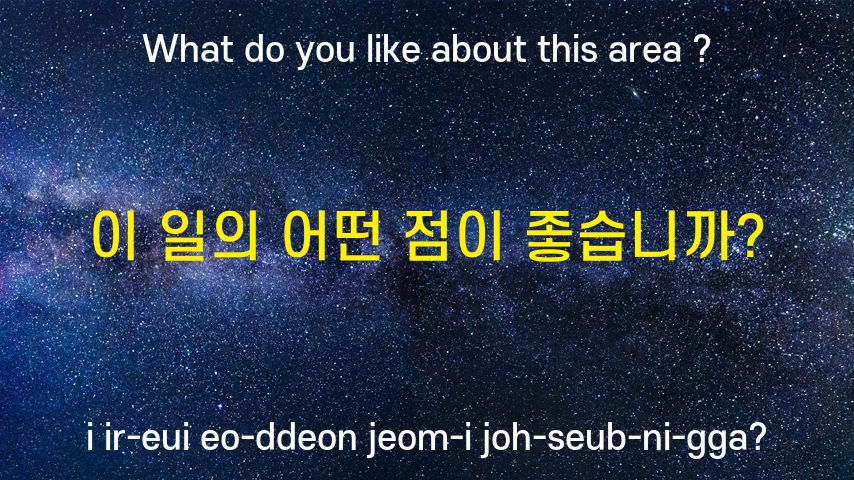 What do you like about this area ?
이 일의 어떤 점이 좋습니까?
i ir-eui eo-ddeon jeom-i joh-seub-ni-gga?